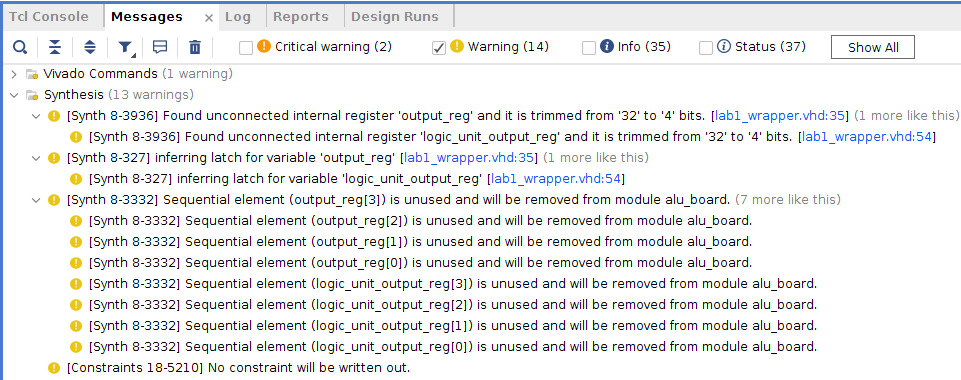 Tcl Console Messages × Log Reports Design Runs
Critical warning (2) Warning (14) Info (35) Status (37) Show All
Vivado Commands (1 warning)
Synthesis (13 warnings)
[Synth 8-3936] Found unconnected internal register 'output_reg' and it is trimmed from '32' to '4' bits. [lab1_wrapper.vhd:35] (1 more like this)
[Synth 8-3936] Found unconnected internal register 'logic_unit_output_reg' and it is trimmed from '32' to '4' bits. [lab1_wrapper.vhd:54]
[Synth 8-327] inferring latch for variable 'output_reg' [lab1_wrapper.vhd:35] (1 more like this)
[Synth 8-327] inferring latch for variable 'logic_unit_output_reg' [lab1_wrapper.vhd:54]
[Synth 8-3332] Sequential element (output_reg[3]) is unused and will be removed from module alu_board. (7 more like this)
[Synth 8-3332] Sequential element (output_reg[2]) is unused and will be removed from module alu_board.
[Synth 8-3332] Sequential element (output_reg[1]) is unused and will be removed from module alu_board.
[Synth 8-3332] Sequential element (output_reg[0]) is unused and will be removed from module alu_board.
[Synth 8-3332] Sequential element (logic_unit_output_reg[3]) is unused and will be removed from module alu_board.
[Synth 8-3332] Sequential element (logic_unit_output_reg[2]) is unused and will be removed from module alu_board.
[Synth 8-3332] Sequential element (logic_unit_output_reg[1]) is unused and will be removed from module alu_board.
[Synth 8-3332] Sequential element (logic_unit_output_reg[0]) is unused and will be removed from module alu_board.
[Constraints 18-5210] No constraint will be written out.